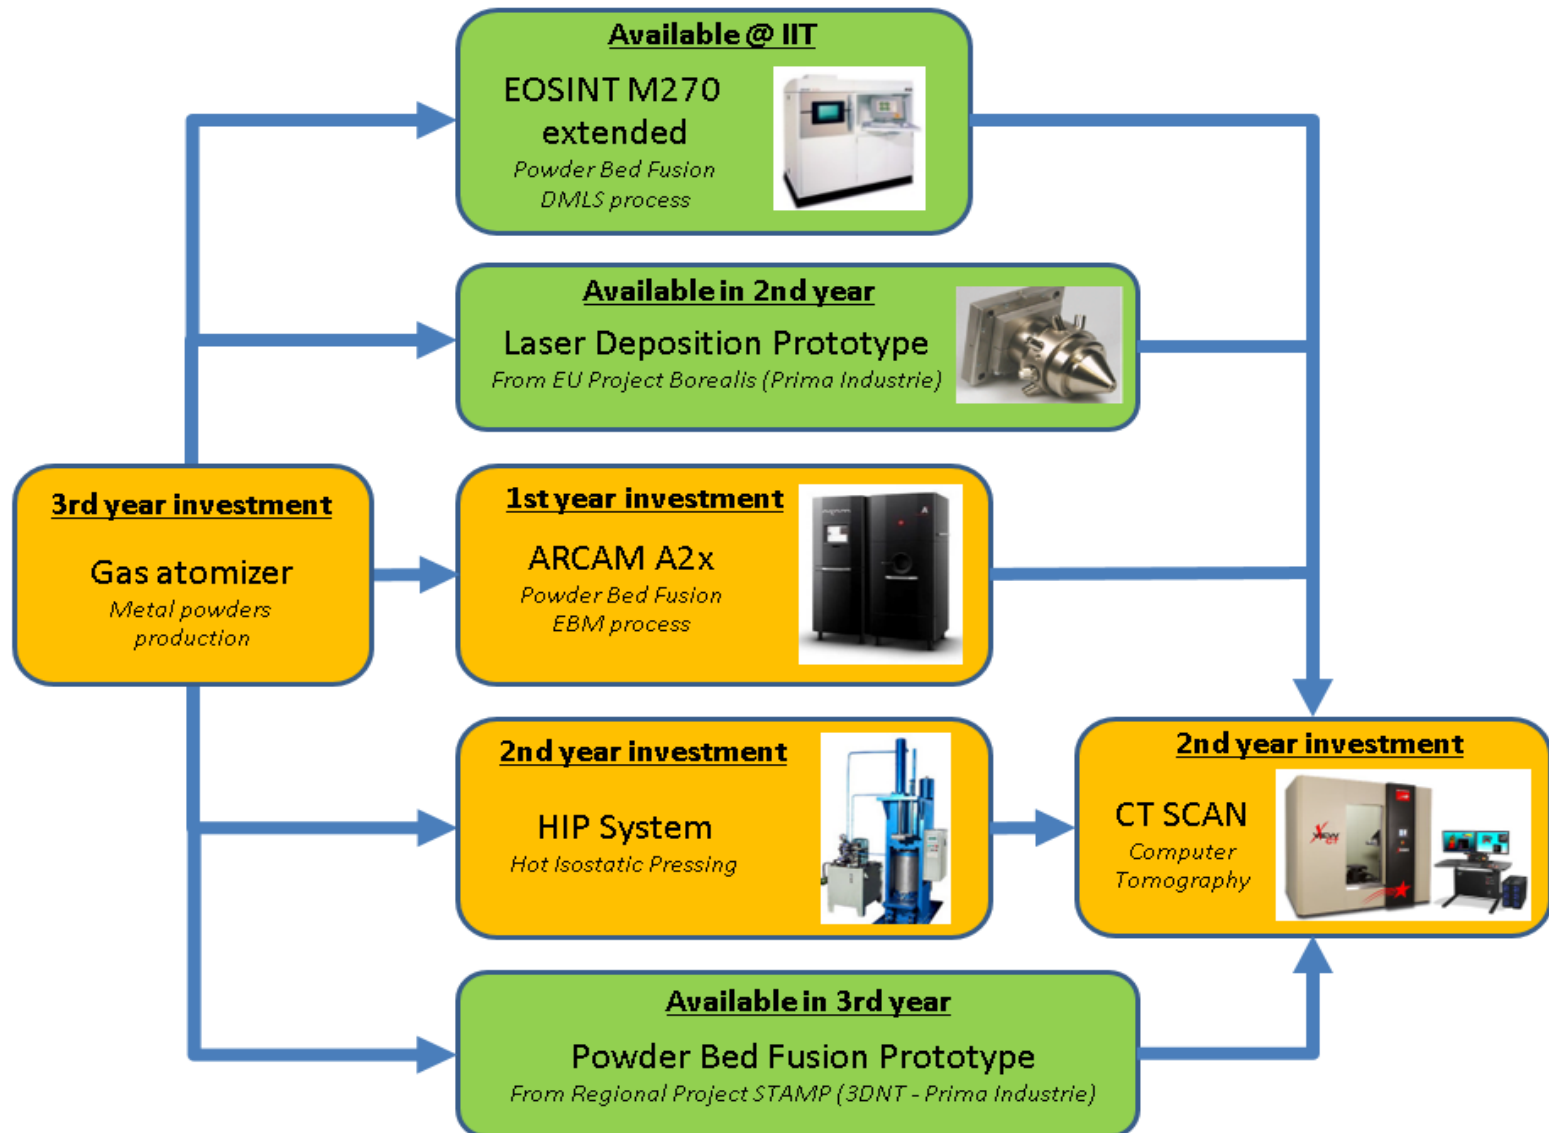 Available @ IIT
EOSINT M270
extended
Powder Bed Fusion
DMLS process
Available in 2nd year
Laser Deposition Prototype
From EU Project Borealis (Prima Industrie)
3rd year investment
Gas atomizer
Metal powders
production
1st year investment
ARCAM A2x
Powder Bed Fusion
EBM process
2nd year investment
HIP System
Hot Isostatic Pressing
2nd year investment
CT SCAN
Computer
Tomography
Available in 3rd year
Powder Bed Fusion Prototype
From Regional Project STAMP (3DNT - Prima Industrie)